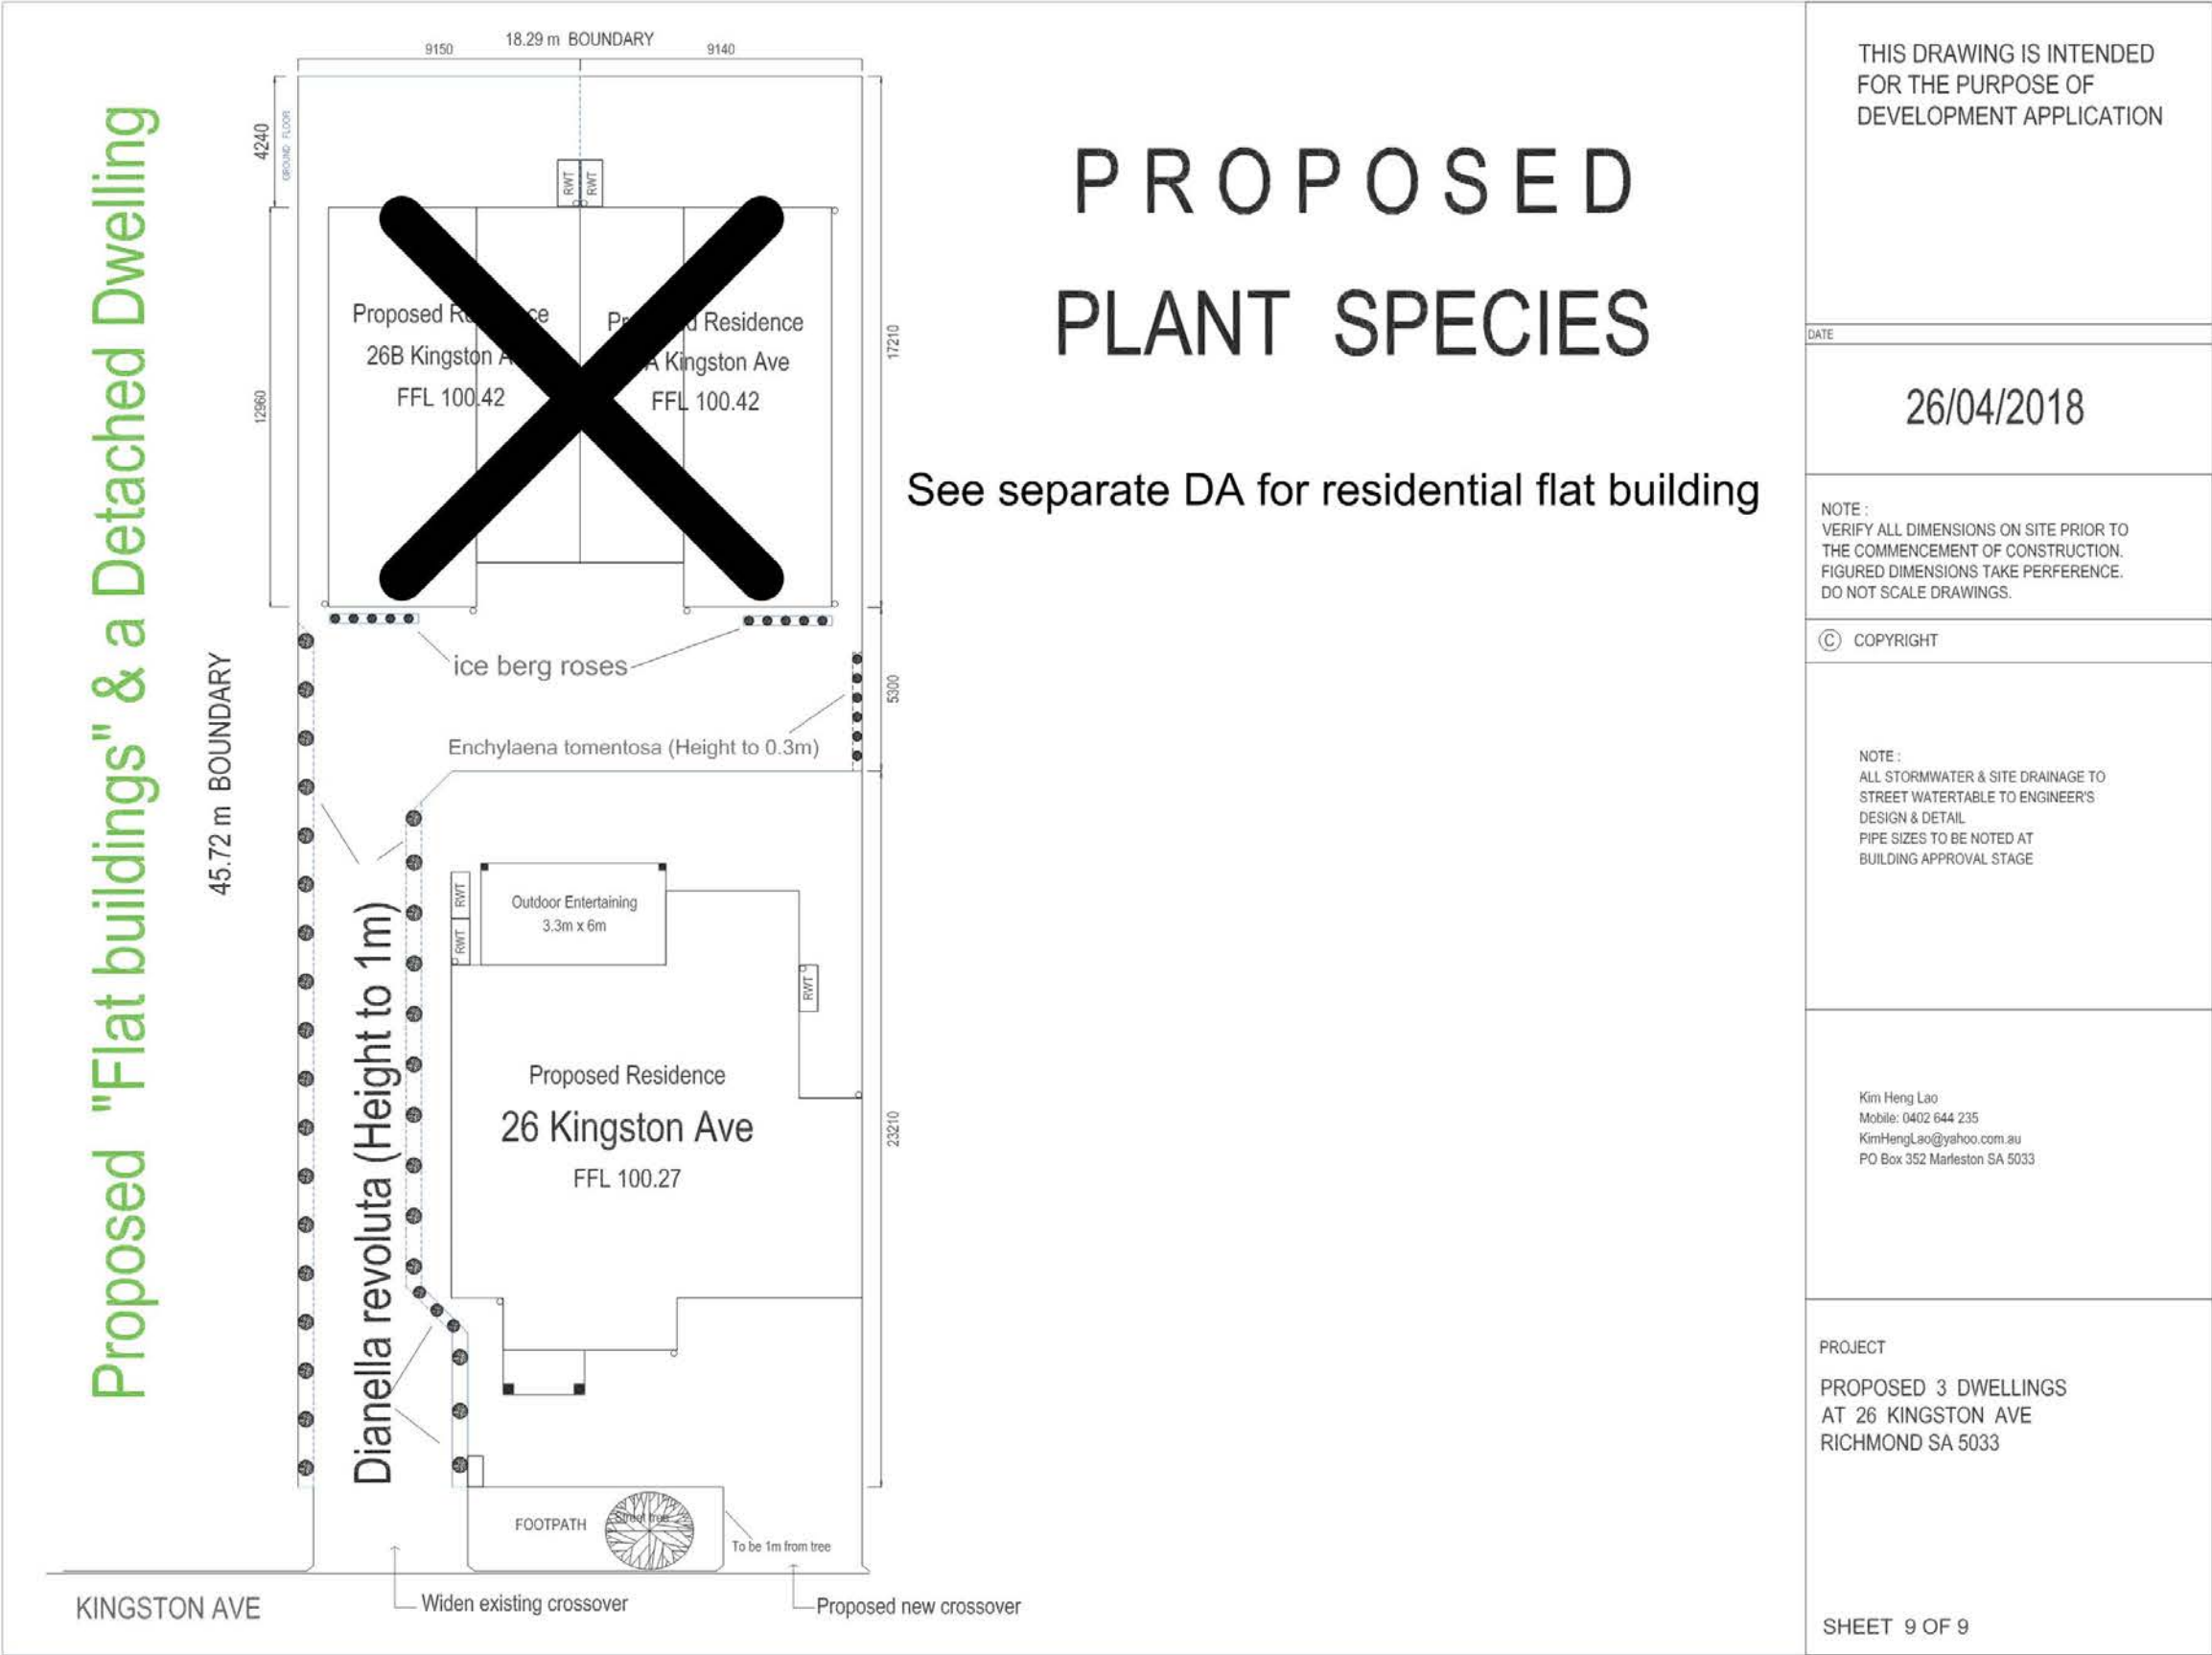 Proposed "Flat buildings" & a Detached Dwelling
18.29 m BOUNDARY
9150
9140
4240
GROUND FLOOR
RWT
RWT
12960
17210
Proposed
26B Kingston
FFL 100.42
Residence
Kingston Ave
FFL 100.42
ice berg roses
5300
45.72 m BOUNDARY
Enchylaena tomentosa (Height to 0.3m)
Dianella revoluta (Height to 1m)
RWT
RWT
Outdoor Entertaining
3.3m x 6m
RWT
Proposed Residence
26 Kingston Ave
FFL 100.27
23210
FOOTPATH
Street tree
To be 1m from tree
KINGSTON AVE
Widen existing crossover
Proposed new crossover
PROPOSED
PLANT SPECIES
See separate DA for residential flat building
THIS DRAWING IS INTENDED
FOR THE PURPOSE OF
DEVELOPMENT APPLICATION
DATE
26/04/2018
NOTE :
VERIFY ALL DIMENSIONS ON SITE PRIOR TO
THE COMMENCEMENT OF CONSTRUCTION.
FIGURED DIMENSIONS TAKE PERFERENCE.
DO NOT SCALE DRAWINGS.
© COPYRIGHT
NOTE :
ALL STORMWATER & SITE DRAINAGE TO
STREET WATERTABLE TO ENGINEER'S
DESIGN & DETAIL
PIPE SIZES TO BE NOTED AT
BUILDING APPROVAL STAGE
Kim Heng Lao
Mobile: 0402 644 235
KimHengLao@yahoo.com.au
PO Box 352 Marleston SA 5033
PROJECT
PROPOSED 3 DWELLINGS
AT 26 KINGSTON AVE
RICHMOND SA 5033
SHEET 9 OF 9